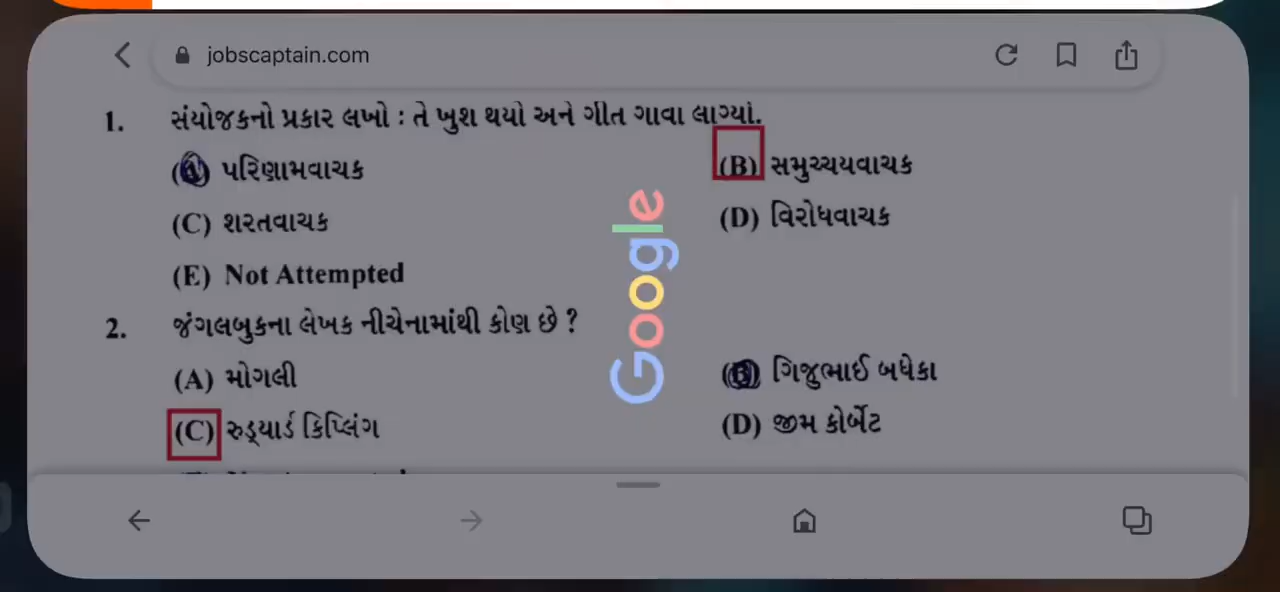 jobscaptain.com
1. સંયોજકનો પ્રકાર લખો : તે ખુશ થયો અને ગીત ગાવા લાગ્યાં.
(A) પરિણામવાચક (B) સમુચ્ચયવાચક
(C) શરતવાચક (D) વિરોધવાચક
(E) Not Attempted
Google
2. જંગલબુકના લેખક નીચેનામાંથી કોણ છે ?
(A) મોગલી (B) ગિજુભાઈ બધેકા
(C) રુડ્યાર્ડ કિપ્લિંગ (D) જીમ કોર્બેટ